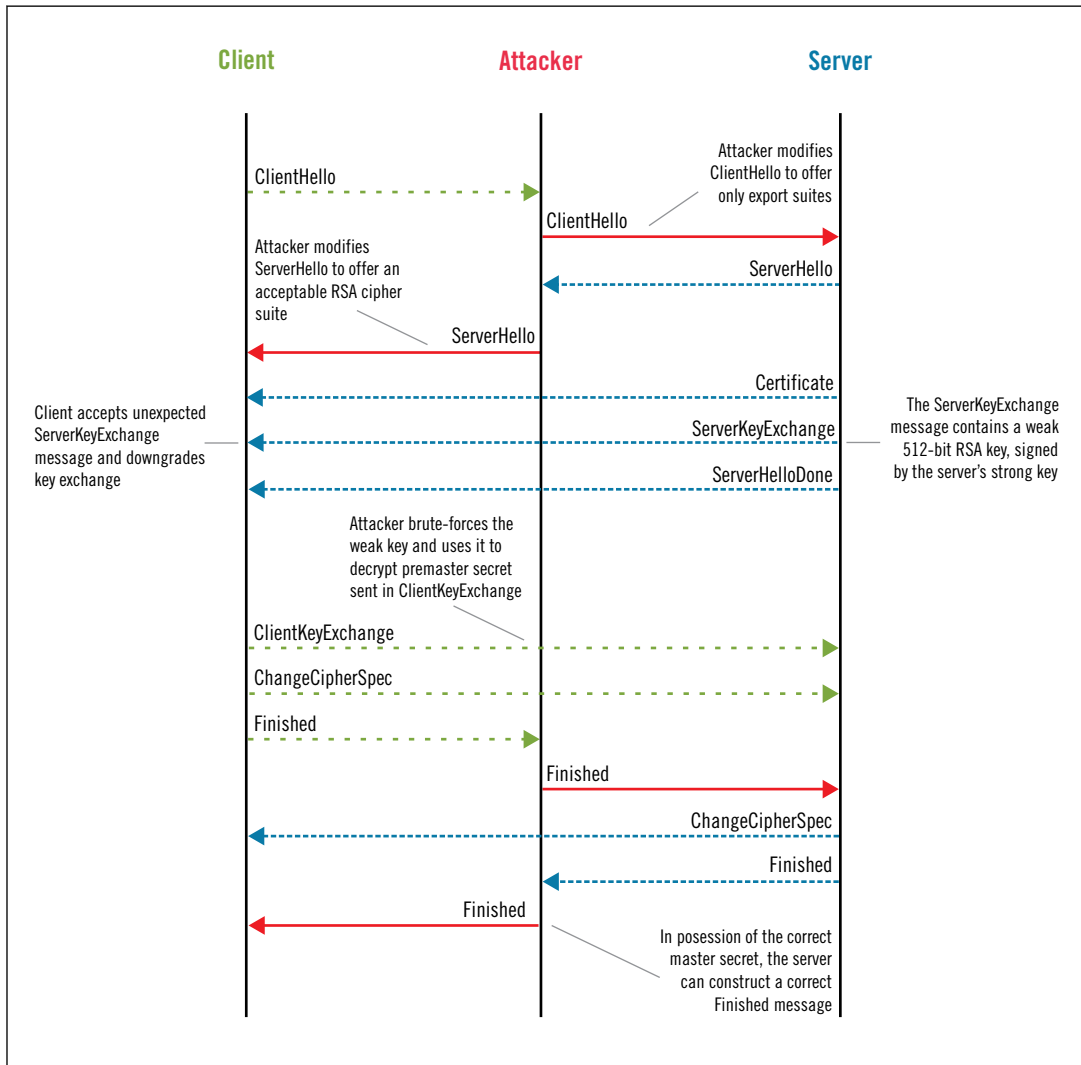 Client
Attacker
Server
ClientHello
Attacker modifies
ClientHello to offer
only export suites
ClientHello
Attacker modifies
ServerHello to offer an
acceptable RSA cipher
suite
ServerHello
ServerHello
Certificate
Client accepts unexpected
ServerKeyExchange
message and downgrades
key exchange
ServerKeyExchange
The ServerKeyExchange
message contains a weak
512-bit RSA key, signed
by the server's strong key
ServerHelloDone
Attacker brute-forces the
weak key and uses it to
decrypt premaster secret
sent in ClientKeyExchange
ClientKeyExchange
ChangeCipherSpec
Finished
Finished
ChangeCipherSpec
Finished
Finished
In posession of the correct
master secret, the server
can construct a correct
Finished message